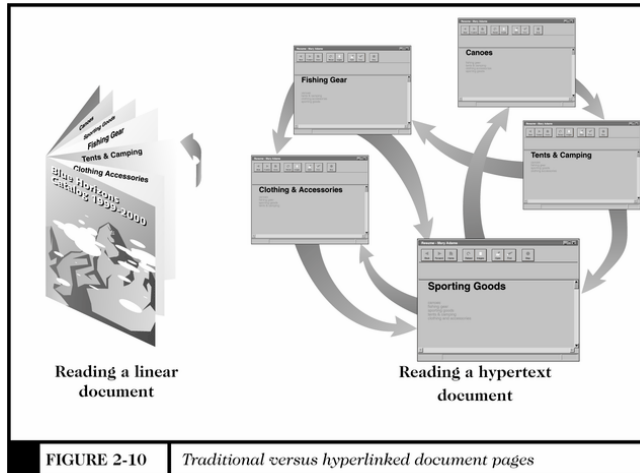 Canoes
Sporting Goods
Fishing Gear
Tents & Camping
Clothing Accessories
Blue Horizons
Catalog 1999-2000
Reading a linear
document
Fishing Gear
Canoes
Clothing & Accessories
Tents & Camping
Sporting Goods
Reading a hypertext
document
FIGURE 2-10
Traditional versus hyperlinked document pages